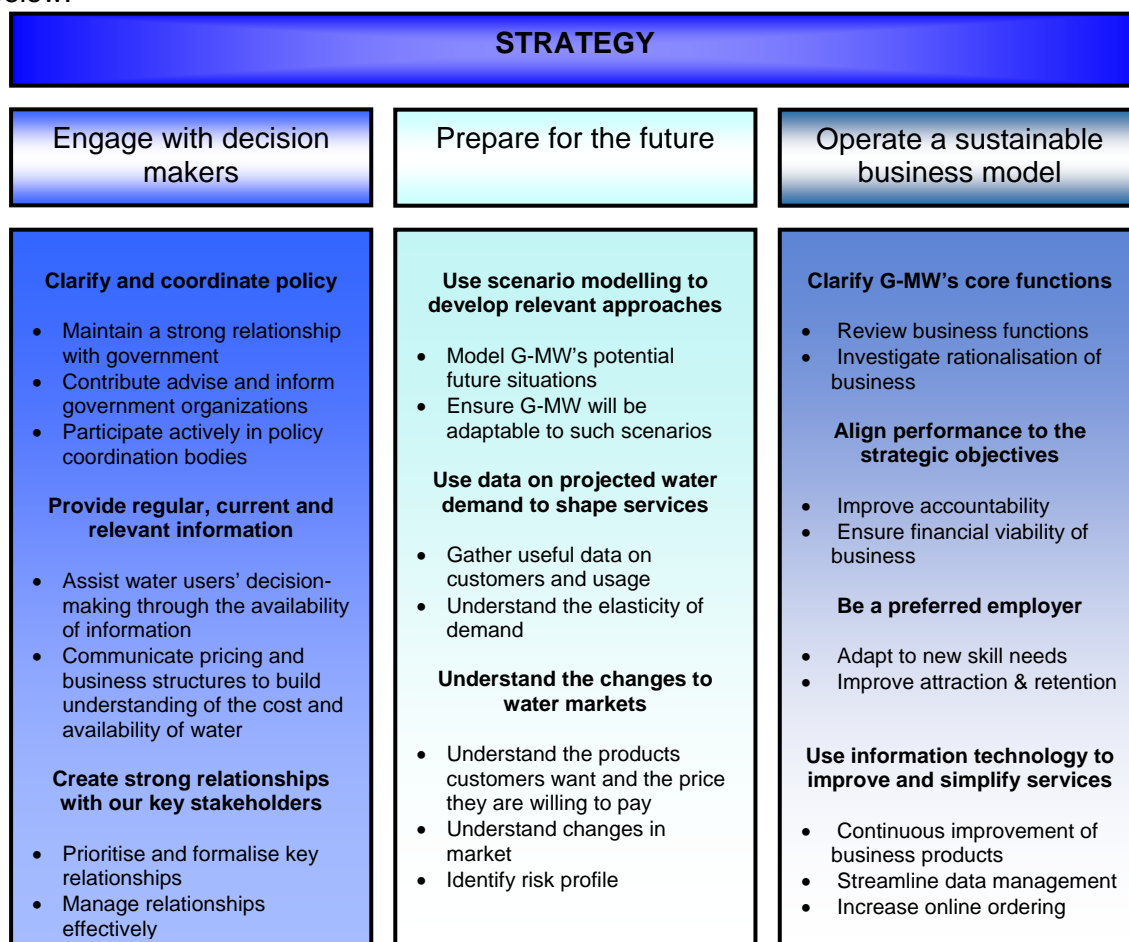 STRATEGY
Engage with decision
makers
Prepare for the future
Operate a sustainable
business model
Clarify and coordinate policy
• Maintain a strong relationship
with government
• Contribute advise and inform
government organizations
• Participate actively in policy
coordination bodies
Provide regular, current and
relevant information
• Assist water users’ decision-
making through the availability
of information
• Communicate pricing and
business structures to build
understanding of the cost and
availability of water
Create strong relationships
with our key stakeholders
• Prioritise and formalise key
relationships
• Manage relationships
effectively
Use scenario modelling to
develop relevant approaches
• Model G-MW’s potential
future situations
• Ensure G-MW will be
adaptable to such scenarios
Use data on projected water
demand to shape services
• Gather useful data on
customers and usage
• Understand the elasticity of
demand
Understand the changes to
water markets
• Understand the products
customers want and the price
they are willing to pay
• Understand changes in
market
• Identify risk profile
Clarify G-MW’s core functions
• Review business functions
• Investigate rationalisation of
business
Align performance to the
strategic objectives
• Improve accountability
• Ensure financial viability of
business
Be a preferred employer
• Adapt to new skill needs
• Improve attraction & retention
Use information technology to
improve and simplify services
• Continuous improvement of
business products
• Streamline data management
• Increase online ordering